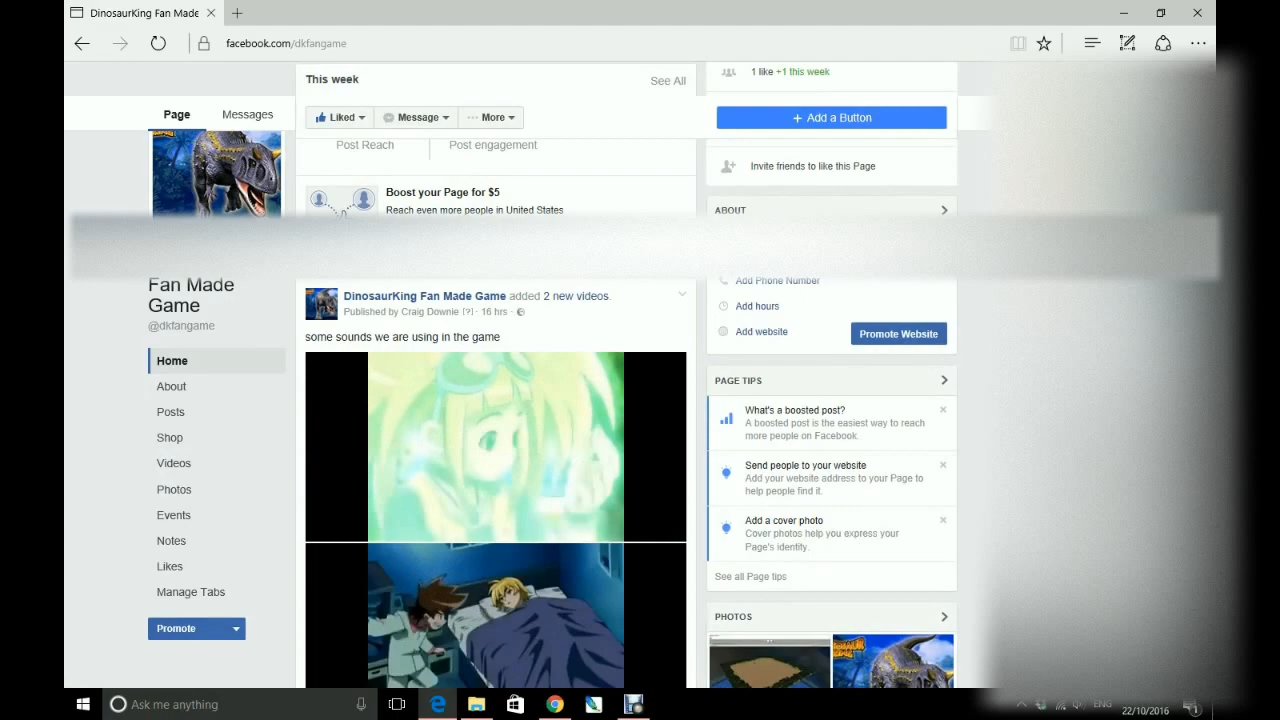 DinosaurKing Fan Made
facebook.com/dkfangame
This week
See All
1 like +1 this week
Page
Messages
Liked
Message
More
+ Add a Button
Post Reach
Post engagement
Invite friends to like this Page
Boost your Page for $5
Reach even more people in United States
ABOUT
Fan Made
Game
@dkfangame
Add Phone Number
DinosaurKing Fan Made Game added 2 new videos.
Published by Craig Downie [?] · 16 hrs ·
Add hours
Add website
Promote Website
some sounds we are using in the game
Home
About
Posts
Shop
Videos
Photos
Events
Notes
Likes
Manage Tabs
Promote
PAGE TIPS
What's a boosted post?
A boosted post is the easiest way to reach
more people on Facebook.
Send people to your website
Add your website address to your Page to
help people find it.
Add a cover photo
Cover photos help you express your
Page's identity.
See all Page tips
PHOTOS
Ask me anything
ENG
22/10/2016